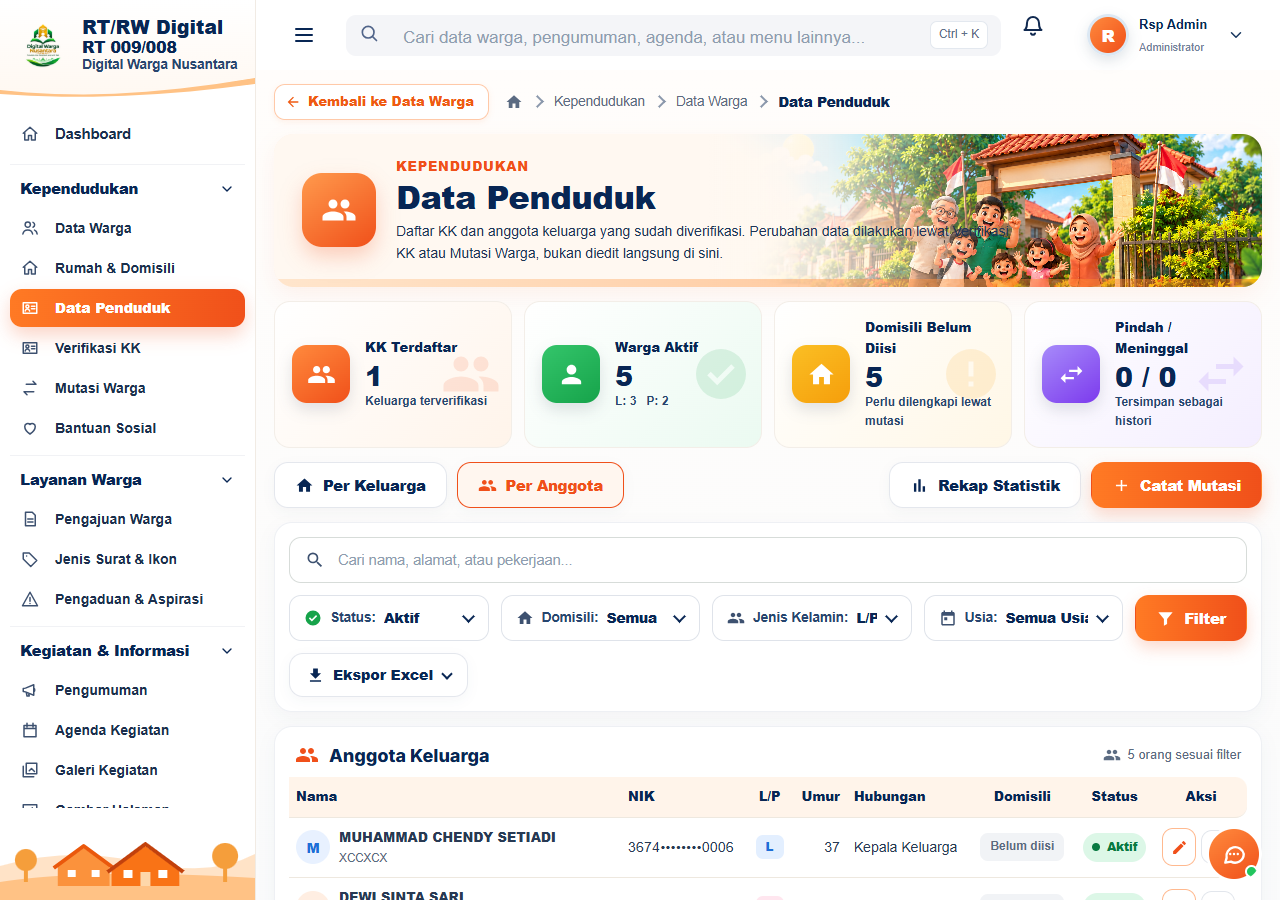 RT/RW Digital
RT 009/008
Digital Warga Nusantara
Digital Warga
Cari data warga, pengumuman, agenda, atau menu lainnya...
Ctrl + K
R
Rsp Admin
Administrator
Dashboard
Kependudukan
Data Warga
Rumah & Domisili
Data Penduduk
Verifikasi KK
Mutasi Warga
Bantuan Sosial
Layanan Warga
Pengajuan Warga
Jenis Surat & Ikon
Pengaduan & Aspirasi
Kegiatan & Informasi
Pengumuman
Agenda Kegiatan
Galeri Kegiatan
Kembali ke Data Warga
Kependudukan
Data Warga
Data Penduduk
KEPENDUDUKAN
Data Penduduk
Daftar KK dan anggota keluarga yang sudah diverifikasi. Perubahan data dilakukan lewat Verifikasi
KK atau Mutasi Warga, bukan diedit langsung di sini.
KK Terdaftar
1
Keluarga terverifikasi
Warga Aktif
5
L: 3 P: 2
Domisili Belum
Diisi
5
Perlu dilengkapi lewat
mutasi
Pindah /
Meninggal
0 / 0
Tersimpan sebagai
histori
Per Keluarga
Per Anggota
Rekap Statistik
Catat Mutasi
Cari nama, alamat, atau pekerjaan...
Status: Aktif
Domisili: Semua
Jenis Kelamin: L/P
Usia: Semua Usia
Filter
Ekspor Excel
Anggota Keluarga
5 orang sesuai filter
Nama NIK L/P Umur Hubungan Domisili Status Aksi
M
MUHAMMAD CHENDY SETIADI
XCCXCX
3674••••••••0006
L
37
Kepala Keluarga
Belum diisi
Aktif
DEWI SINTA SARI